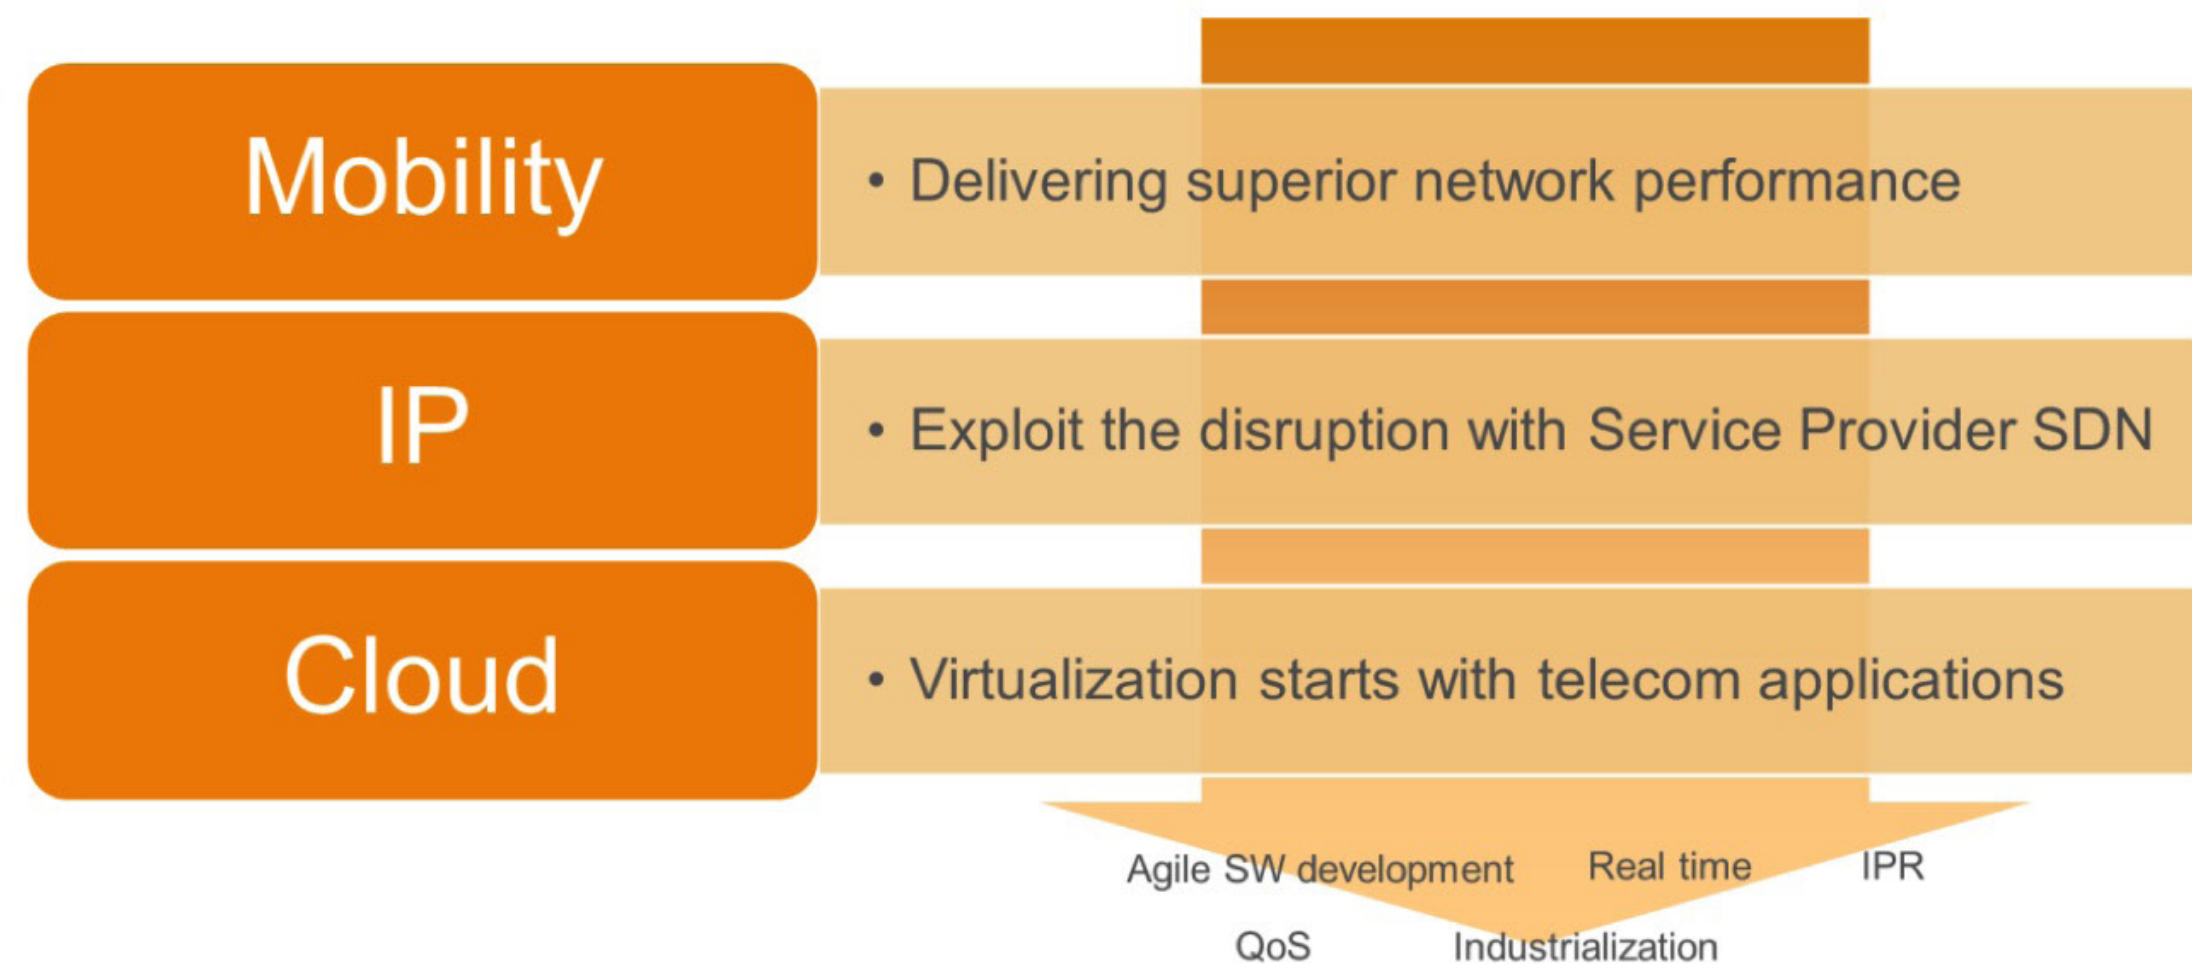 Mobility
• Delivering superior network performance
IP
• Exploit the disruption with Service Provider SDN
Cloud
• Virtualization starts with telecom applications
Agile SW development Real time IPR
QoS Industrialization